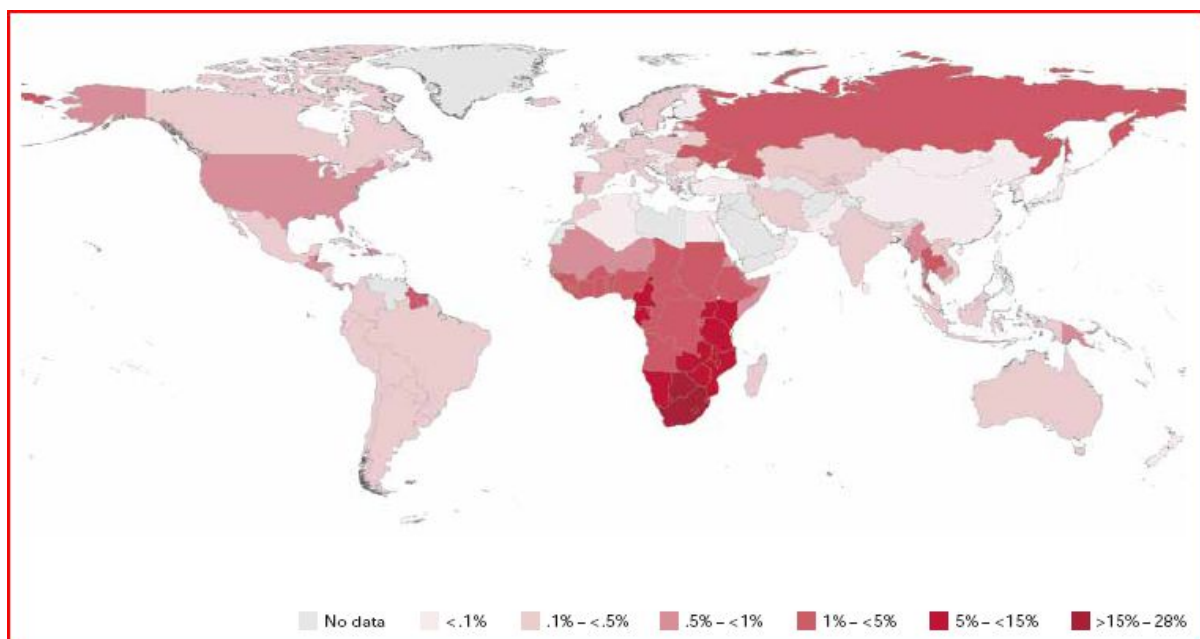 No data <.1% .1% – <.5% .5% – <1% 1% – <5% 5% – <15% >15% – 28%